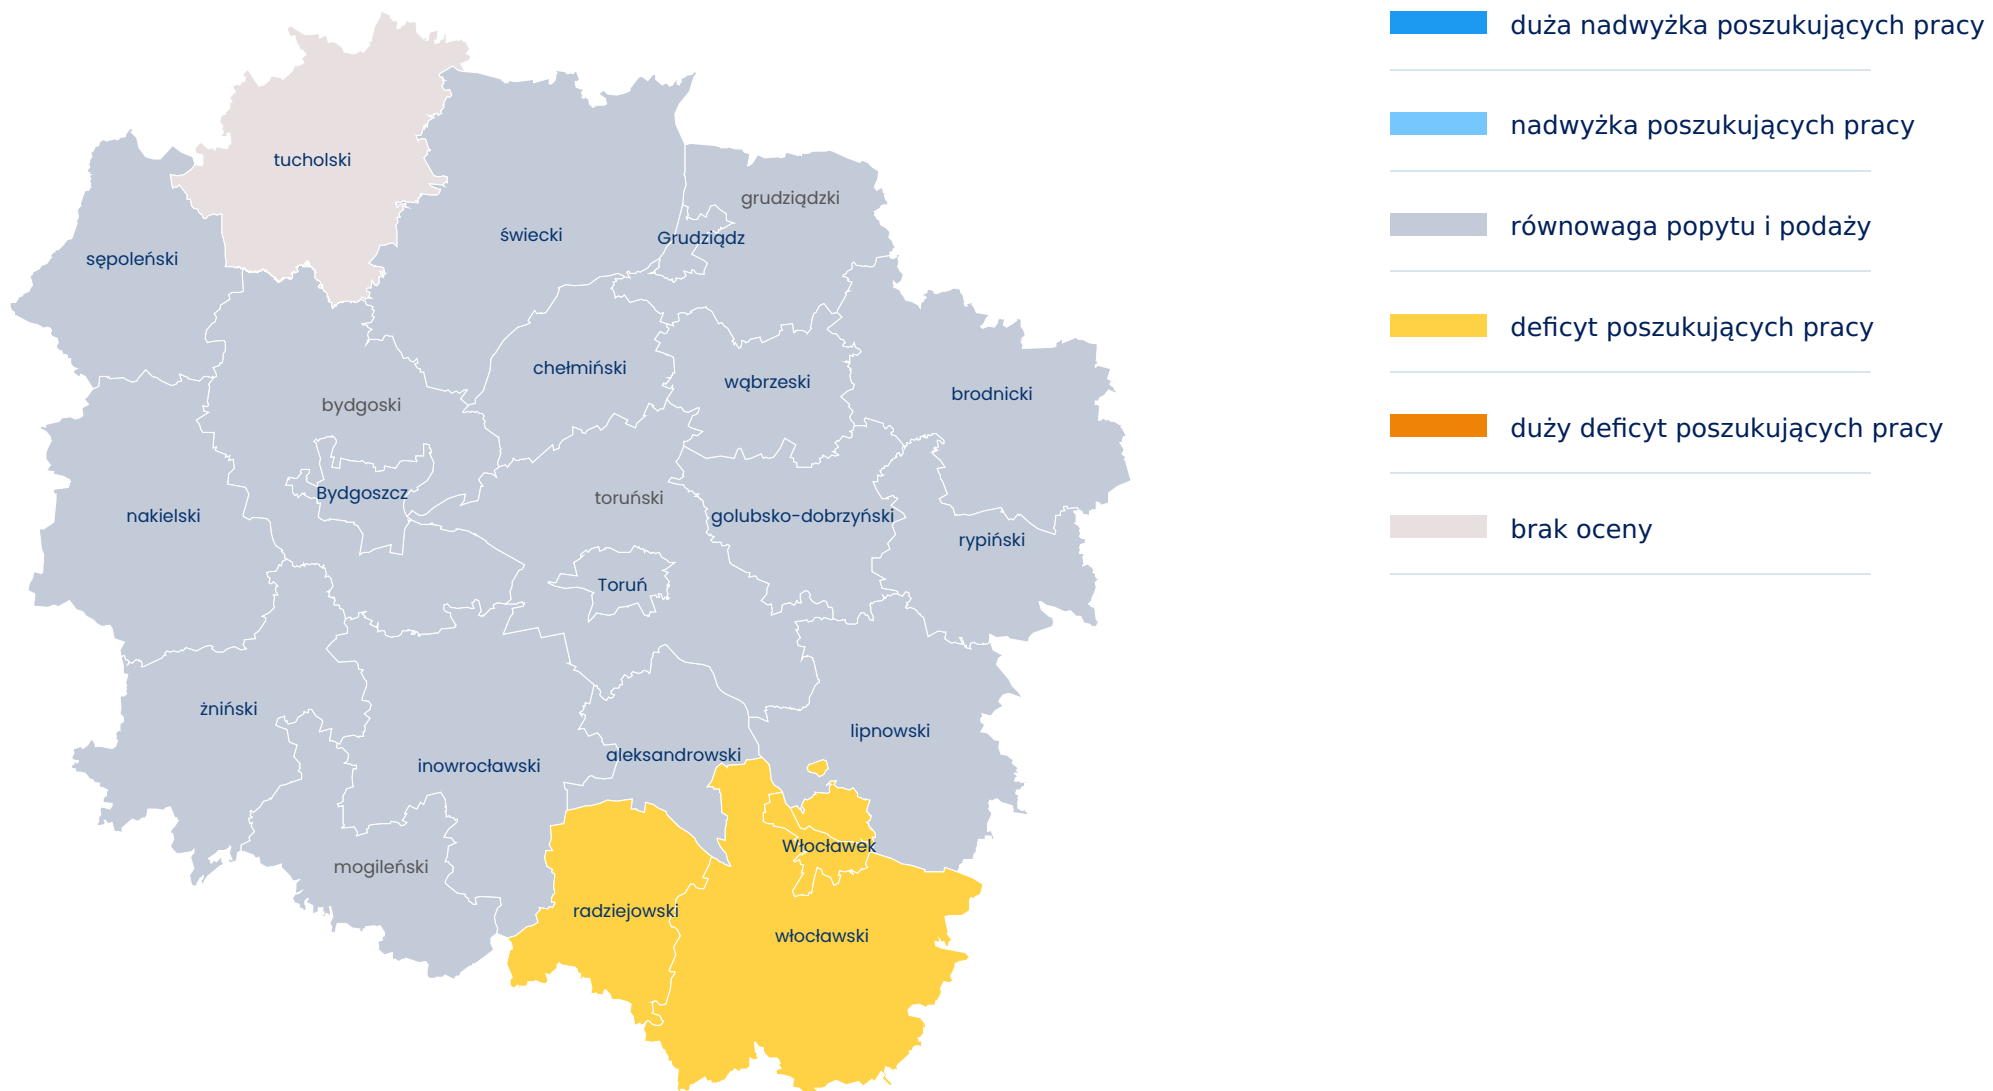 duża nadwyżka poszukujących pracy
nadwyżka poszukujących pracy
równowaga popytu i podaży
deficyt poszukujących pracy
duży deficyt poszukujących pracy
brak oceny
tucholski
grudziądzki
świecki
Grudziądz
sępoleński
chełmiński
wąbrzeski
brodnicki
bydgoski
Bydgoszcz
toruński
nakielski
golubsko-dobrzyński
rypiński
Toruń
żniński
lipnowski
aleksandrowski
inowrocławski
Włocławek
mogileński
radziejowski
włocławski